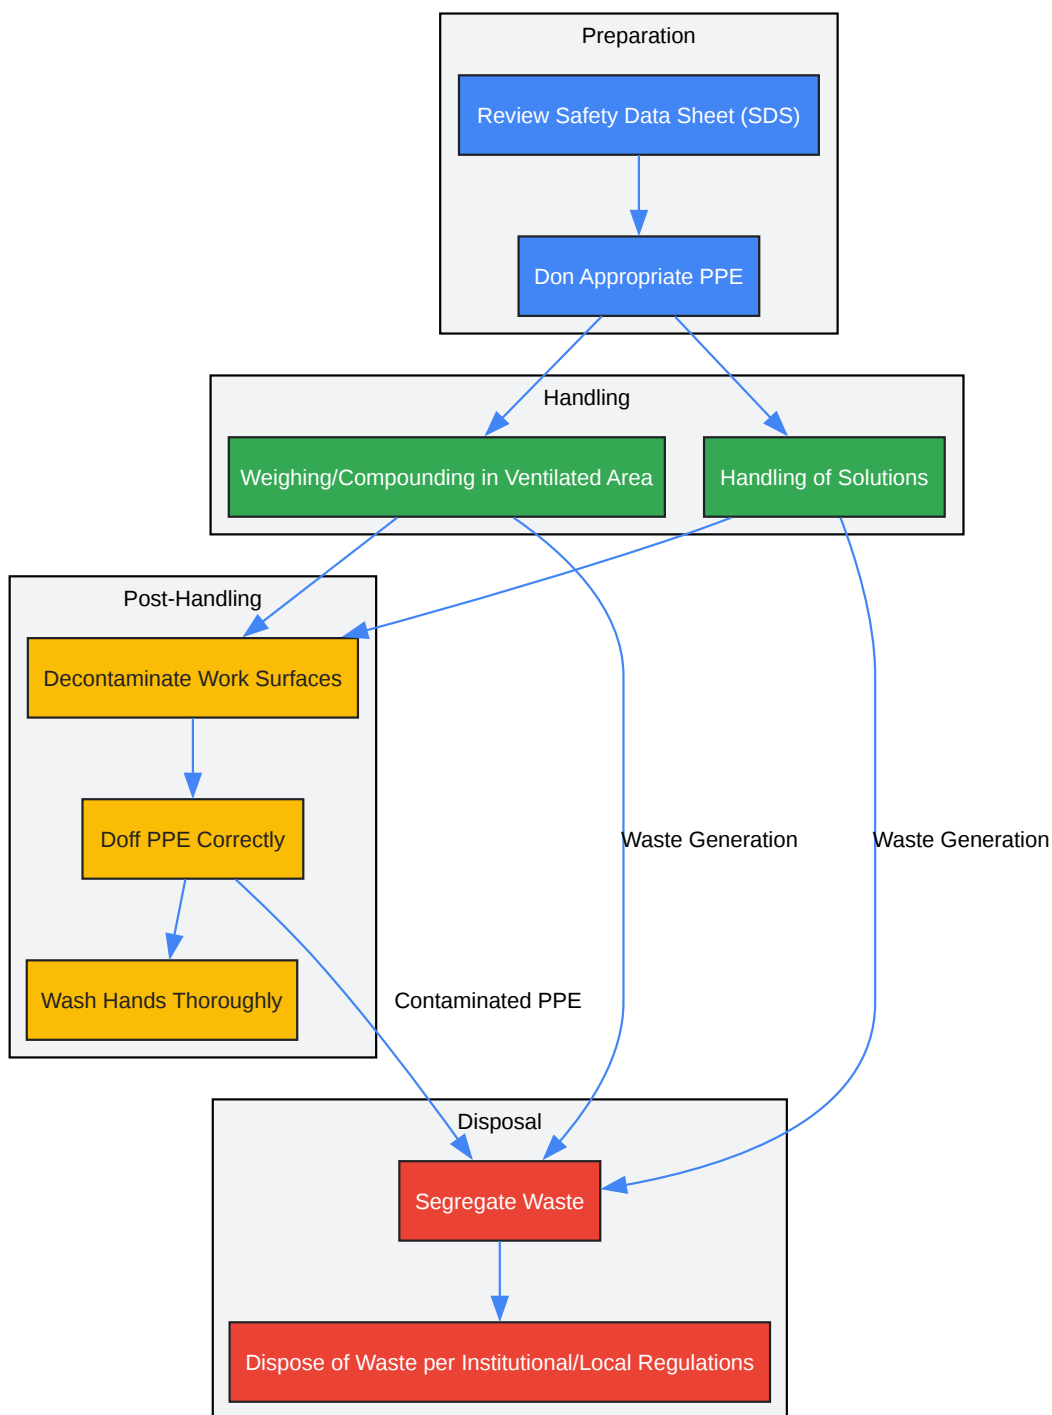 Preparation
Review Safety Data Sheet (SDS)
Don Appropriate PPE
Handling
Weighing/Compounding in Ventilated Area
Handling of Solutions
Post-Handling
Decontaminate Work Surfaces
Doff PPE Correctly
Waste Generation
Waste Generation
Wash Hands Thoroughly
Contaminated PPE
Disposal
Segregate Waste
Dispose of Waste per Institutional/Local Regulations